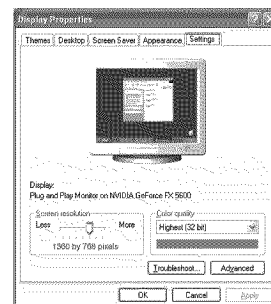 Display Properties
Themes Desktop Screen Saver Appearance Settings
Display:
Plug and Play Monitor on NVIDIA GeForce FX 5600
Screen resolution
Less More
1360 by 768 pixels
Color quality
Highest (32 bit)
Troubleshoot... Advanced
OK Cancel Apply